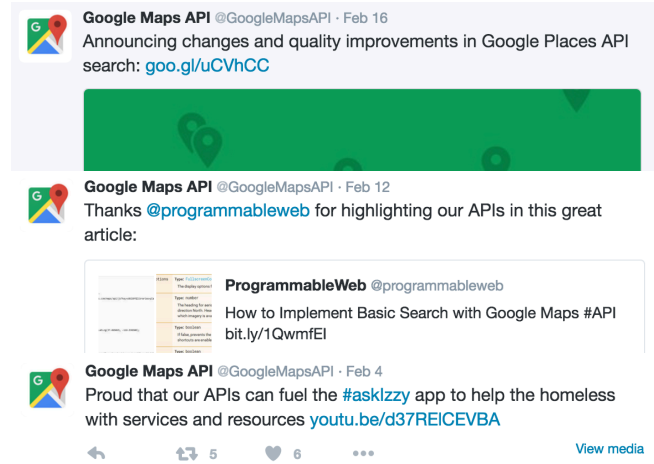 Google Maps API @GoogleMapsAPI · Feb 16
Announcing changes and quality improvements in Google Places API
search: goo.gl/uCVhCC
Google Maps API @GoogleMapsAPI · Feb 12
Thanks @programmableweb for highlighting our APIs in this great
article:
ProgrammableWeb @programmableweb
How to Implement Basic Search with Google Maps #API
bit.ly/1QwmfEI
Google Maps API @GoogleMapsAPI · Feb 4
Proud that our APIs can fuel the #askIzzy app to help the homeless
with services and resources youtu.be/d37RElCEVBA
5 6 View media